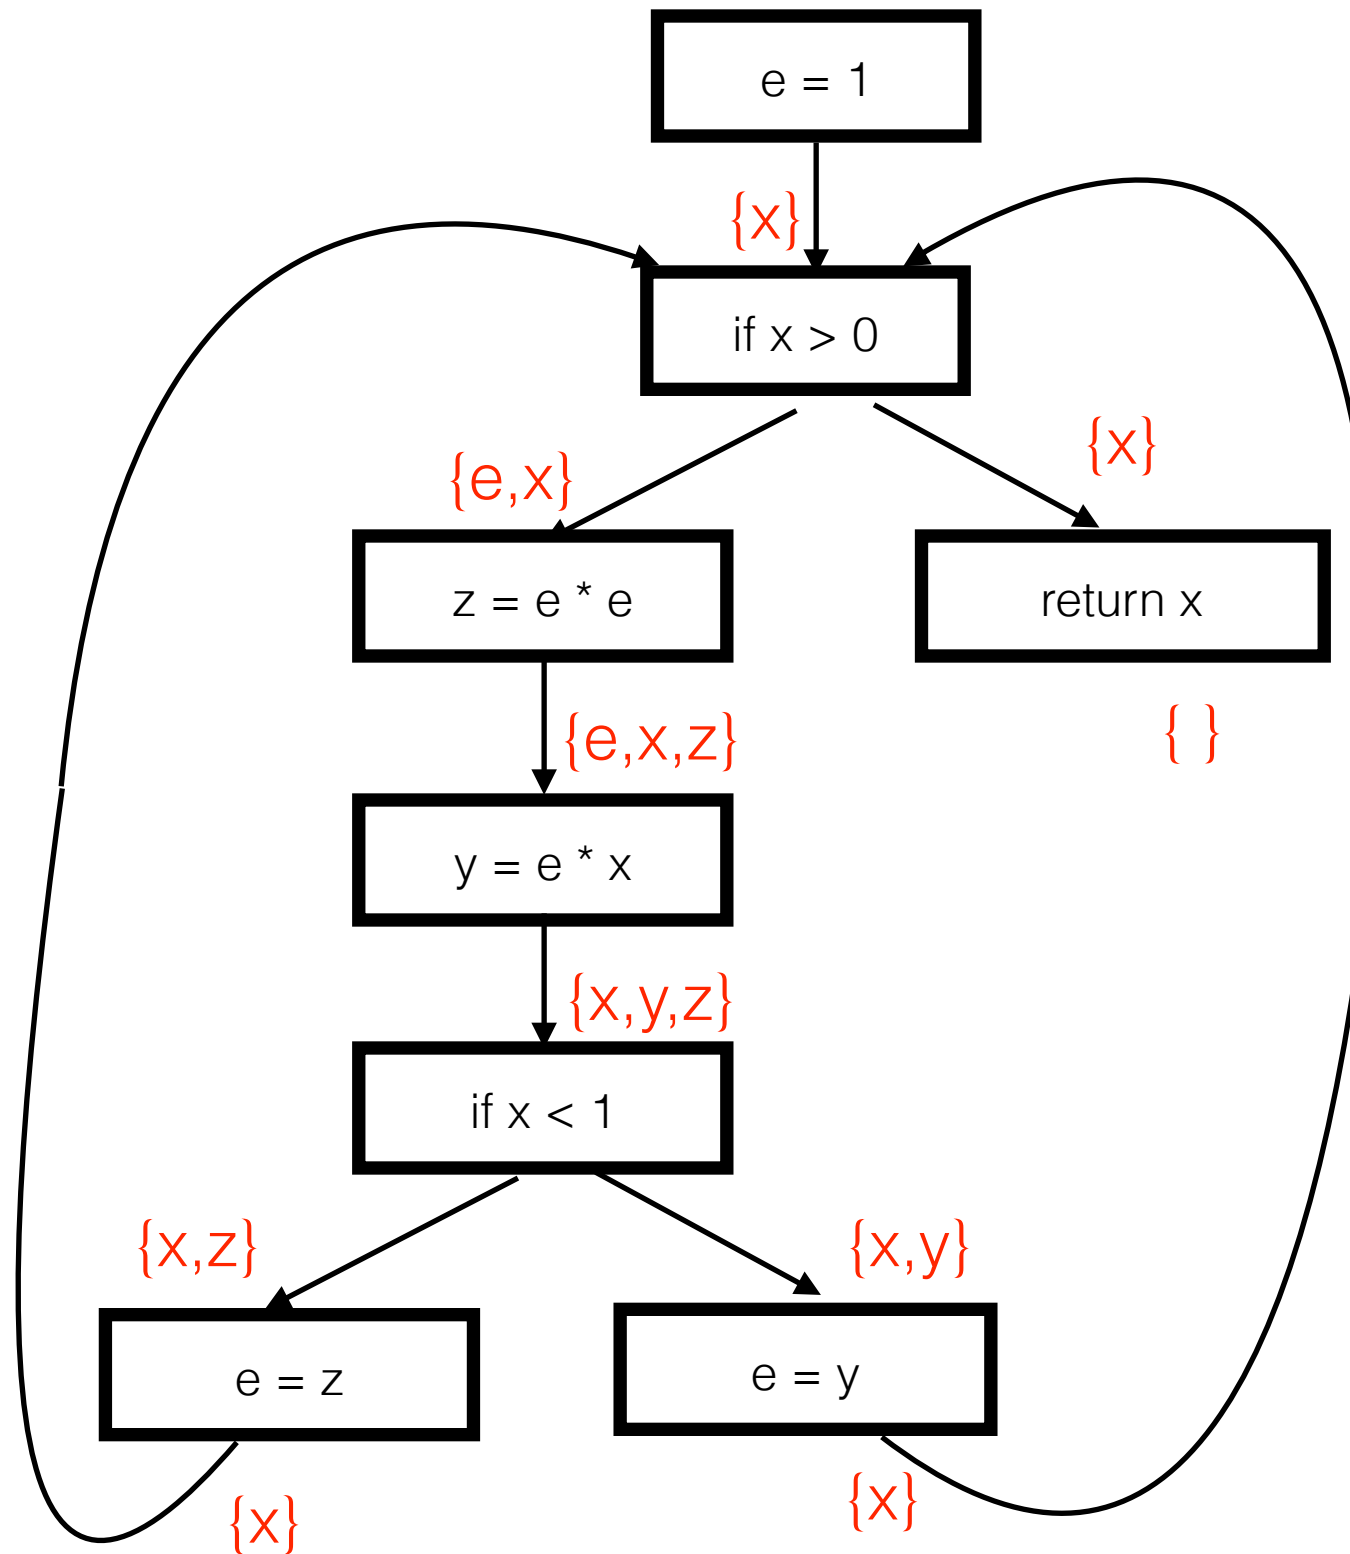 e = 1
{x}
if x > 0
{e,x}
{x}
z = e * e
return x
{e,x,z}
{ }
y = e * x
{x,y,z}
if x < 1
{x,z}
{x,y}
e = z
e = y
{x}
{x}